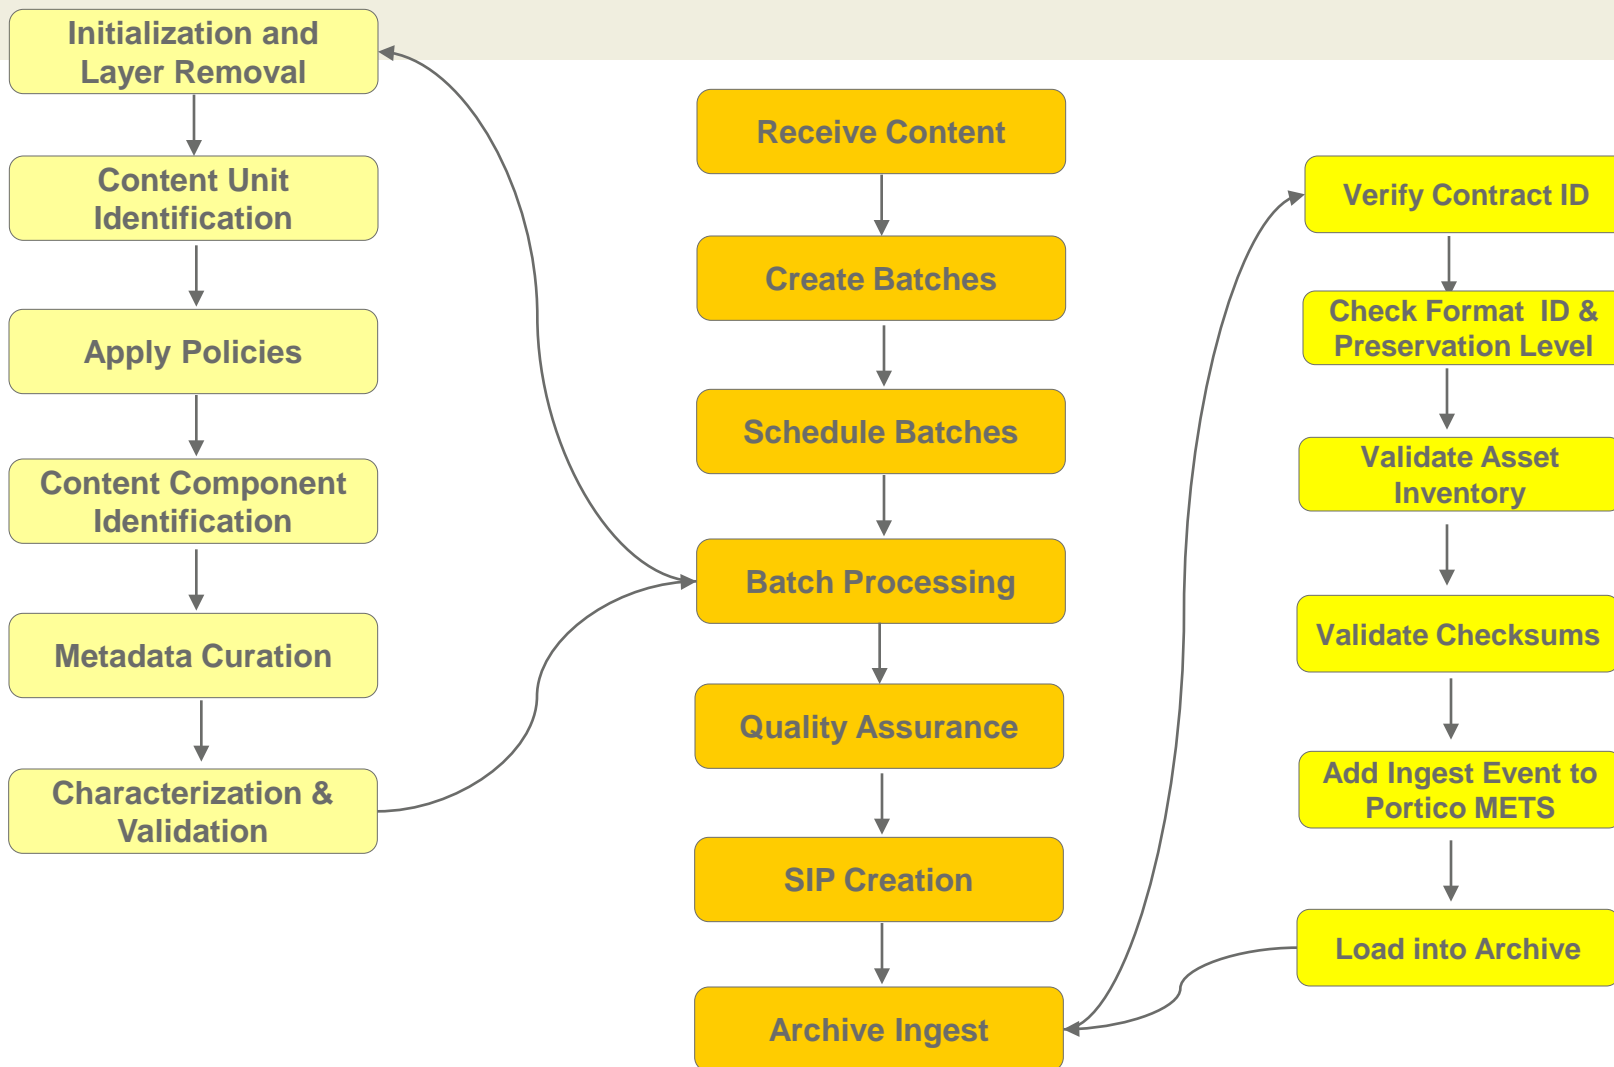 Initialization and
Layer Removal
Content Unit
Identification
Apply Policies
Content Component
Identification
Metadata Curation
Characterization &
Validation
Receive Content
Create Batches
Schedule Batches
Batch Processing
Quality Assurance
SIP Creation
Archive Ingest
Verify Contract ID
Check Format ID &
Preservation Level
Validate Asset
Inventory
Validate Checksums
Add Ingest Event to
Portico METS
Load into Archive